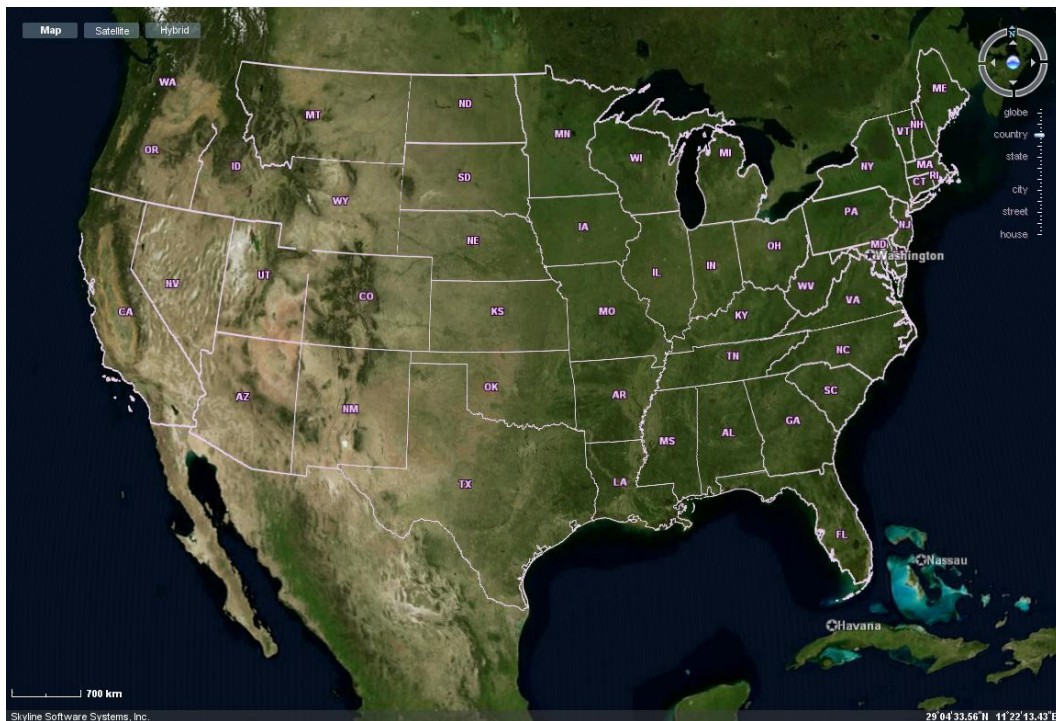 Map Satellite Hybrid
N
WA
MT
ND
ME
MN
VT
NH
OR
ID
SD
WI
MI
NY
MA
RI
CT
WY
PA
NE
IA
NJ
OH
MD
Washington
UT
NV
CO
IL
IN
WV
VA
CA
KS
MO
KY
NC
TN
AZ
NM
OK
AR
SC
GA
MS
AL
TX
LA
FL
Nassau
Havana
globe
country
state
city
street
house
700 km
Skyline Software Systems, Inc.
29°04'33.56"N 11°22'13.43"E